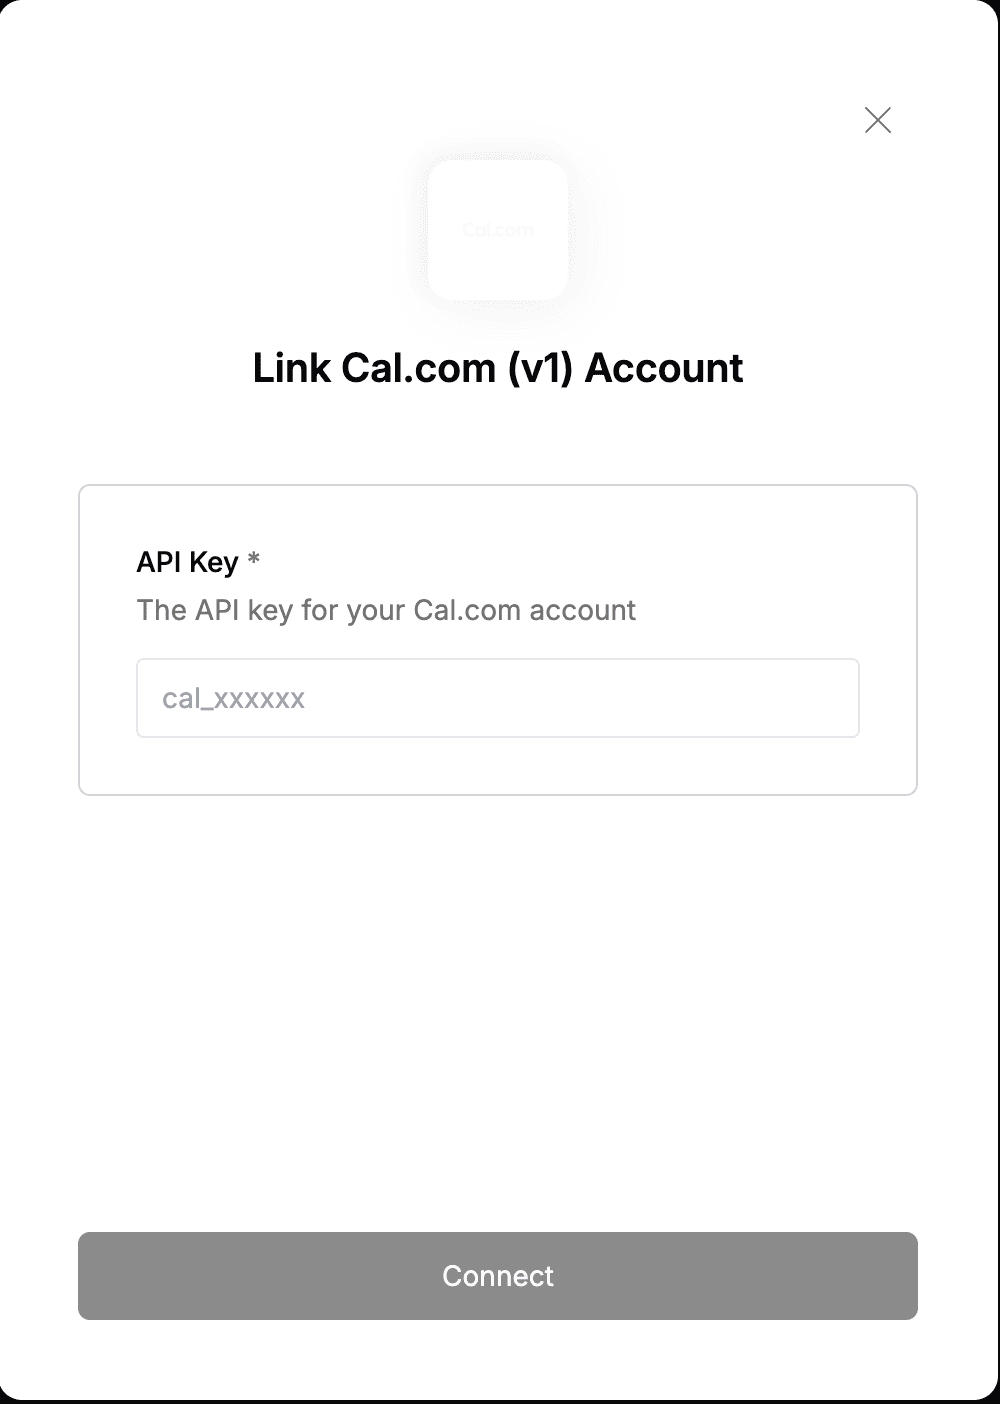 Cal.com
Link Cal.com (v1) Account
API Key *
The API key for your Cal.com account
cal_xxxxxx
Connect